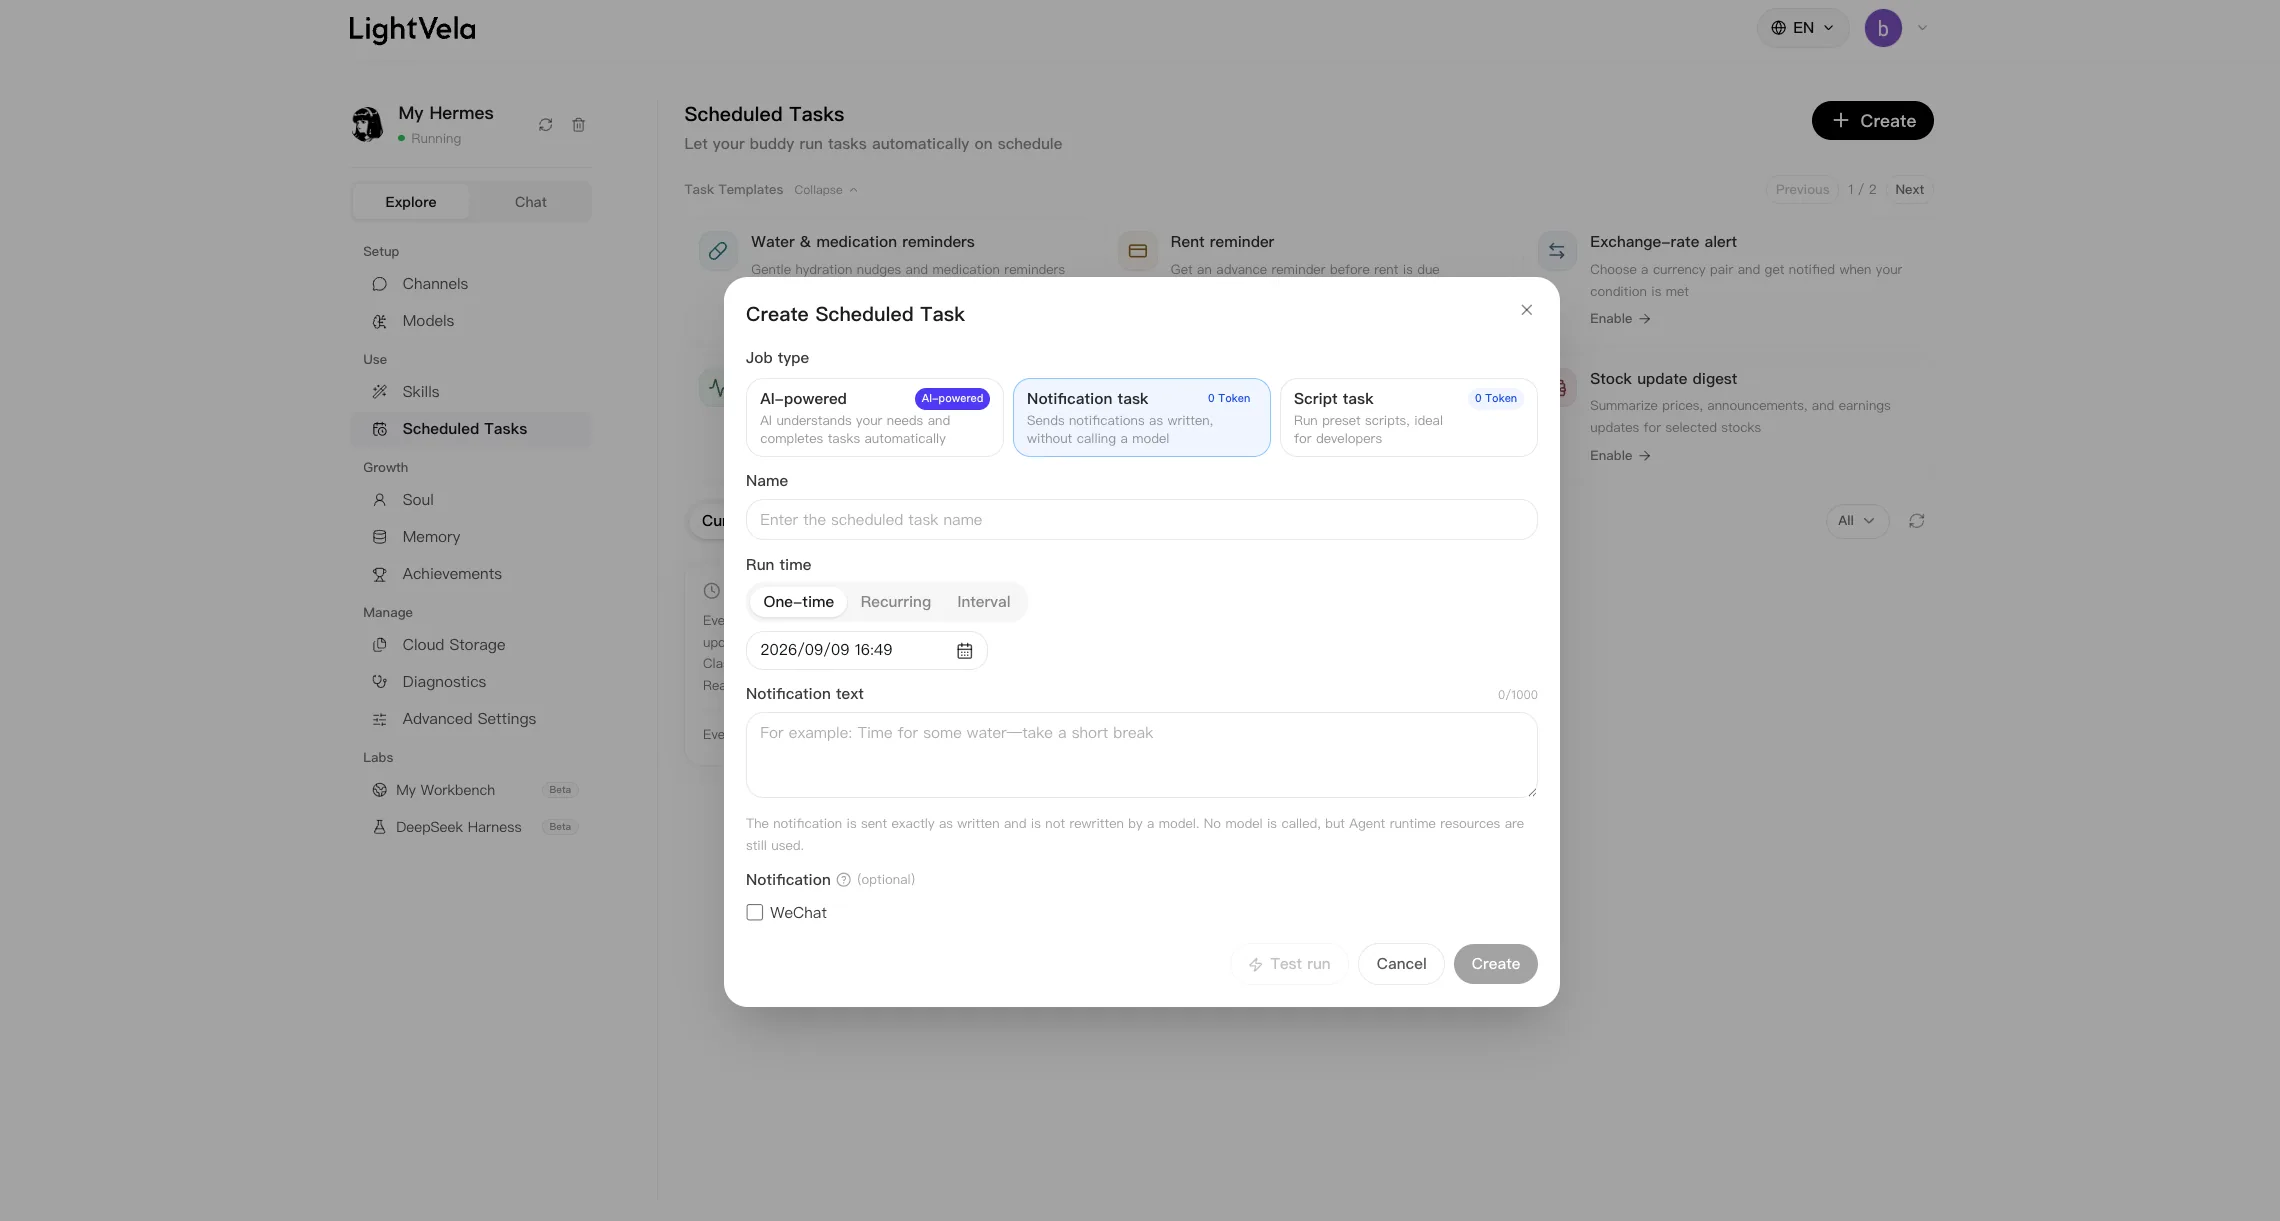 LightVela
EN
b
My Hermes
Running
Explore
Chat
Setup
Channels
Models
Use
Skills
Scheduled Tasks
Growth
Soul
Memory
Achievements
Manage
Cloud Storage
Diagnostics
Advanced Settings
Labs
My Workbench Beta
DeepSeek Harness Beta
Scheduled Tasks
Let your buddy run tasks automatically on schedule
+ Create
Task Templates Collapse
Previous 1 / 2 Next
Water & medication reminders
Gentle hydration nudges and medication reminders
Rent reminder
Get an advance reminder before rent is due
Exchange-rate alert
Choose a currency pair and get notified when your
condition is met
Enable →
Stock update digest
Summarize prices, announcements, and earnings
updates for selected stocks
Enable →
All
Create Scheduled Task
Job type
AI-powered AI-powered
AI understands your needs and
completes tasks automatically
Notification task 0 Token
Sends notifications as written,
without calling a model
Script task 0 Token
Run preset scripts, ideal
for developers
Name
Enter the scheduled task name
Run time
One-time Recurring Interval
2026/09/09 16:49
Notification text 0/1000
For example: Time for some water—take a short break
The notification is sent exactly as written and is not rewritten by a model. No model is called, but Agent runtime resources are
still used.
Notification ? (optional)
WeChat
Test run
Cancel
Create